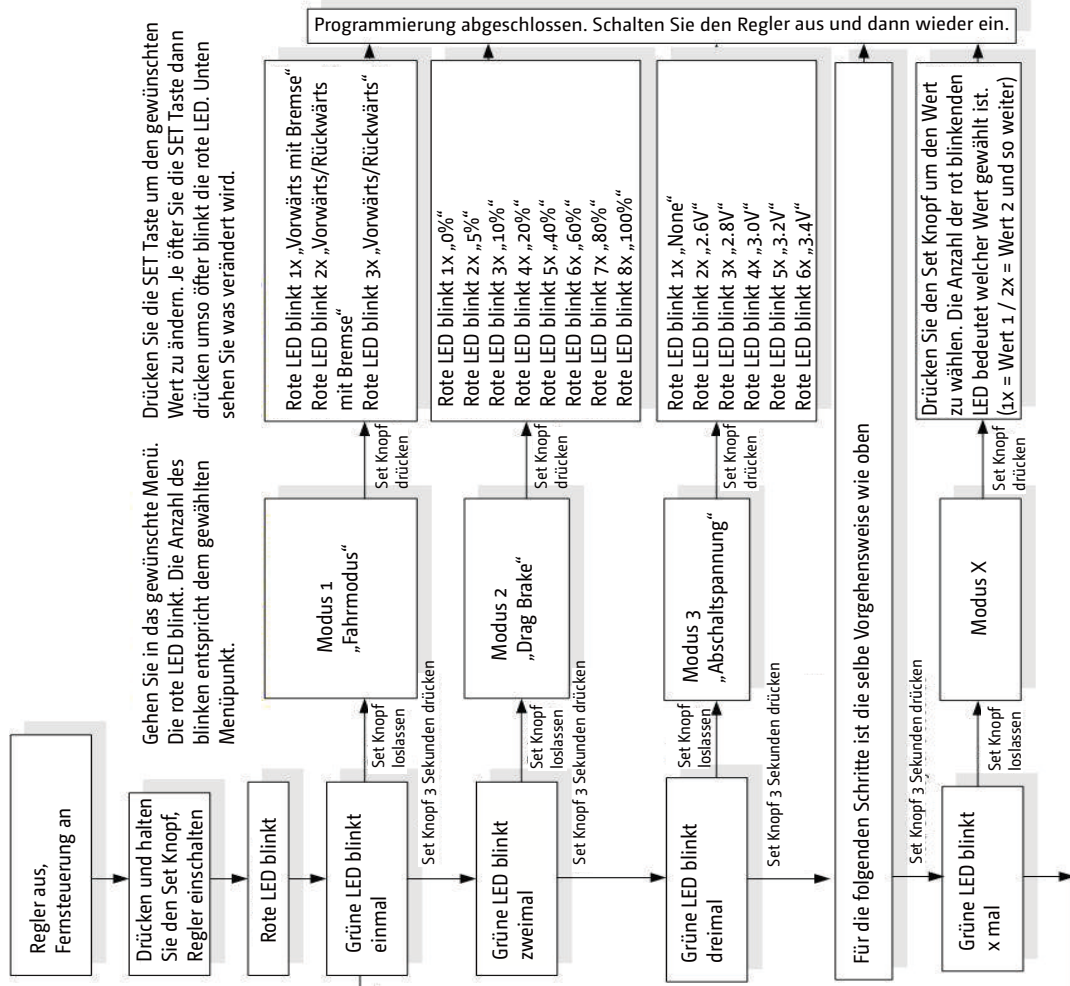 Programmierung abgeschlossen. Schalten Sie den Regler aus und dann wieder ein.
Regler aus,
Fernsteuerung an
Drücken und halten
Sie den Set Knopf,
Regler einschalten
Rote LED blinkt
Gehen Sie in das gewünschte Menü.
Die rote LED blinkt. Die Anzahl des
blinken entspricht dem gewählten
Menüpunkt.
Drücken Sie die SET Taste um den gewünschten
Wert zu ändern. Je öfter Sie die SET Taste dann
drücken umso öfter blinkt die rote LED. Unten
sehen Sie was verändert wird.
Grüne LED blinkt
einmal
Set Knopf
loslassen
Modus 1
„Fahrmodus“
Set Knopf
drücken
Rote LED blinkt 1x „Vorwärts mit Bremse“
Rote LED blinkt 2x „Vorwärts/Rückwärts
mit Bremse“
Rote LED blinkt 3x „Vorwärts/Rückwärts“
Set Knopf 3 Sekunden drücken
Grüne LED blinkt
zweimal
Set Knopf
loslassen
Modus 2
„Drag Brake“
Set Knopf
drücken
Rote LED blinkt 1x „0%“
Rote LED blinkt 2x „5%“
Rote LED blinkt 3x „10%“
Rote LED blinkt 4x „20%“
Rote LED blinkt 5x „40%“
Rote LED blinkt 6x „60%“
Rote LED blinkt 7x „80%“
Rote LED blinkt 8x „100%“
Set Knopf 3 Sekunden drücken
Grüne LED blinkt
dreimal
Set Knopf
loslassen
Modus 3
„Abschaltspannung“
Set Knopf
drücken
Rote LED blinkt 1x „None“
Rote LED blinkt 2x „2.6V“
Rote LED blinkt 3x „2.8V“
Rote LED blinkt 4x „3.0V“
Rote LED blinkt 5x „3.2V“
Rote LED blinkt 6x „3.4V“
Set Knopf 3 Sekunden drücken
Für die folgenden Schritte ist die selbe Vorgehensweise wie oben
Set Knopf 3 Sekunden drücken
Grüne LED blinkt
x mal
Set Knopf
loslassen
Modus X
Set Knopf
drücken
Drücken Sie den Set Knopf um den Wert
zu wählen. Die Anzahl der rot blinkenden
LED bedeutet welcher Wert gewählt ist.
(1x = Wert 1 / 2x = Wert 2 und so weiter)